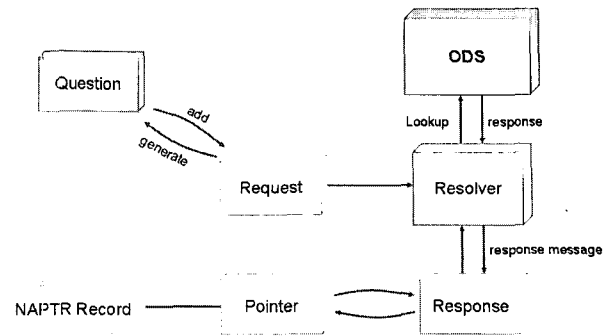 ODS
Question
add
Lookup
response
generate
Request
Resolver
response message
NAPTR Record
Pointer
Response